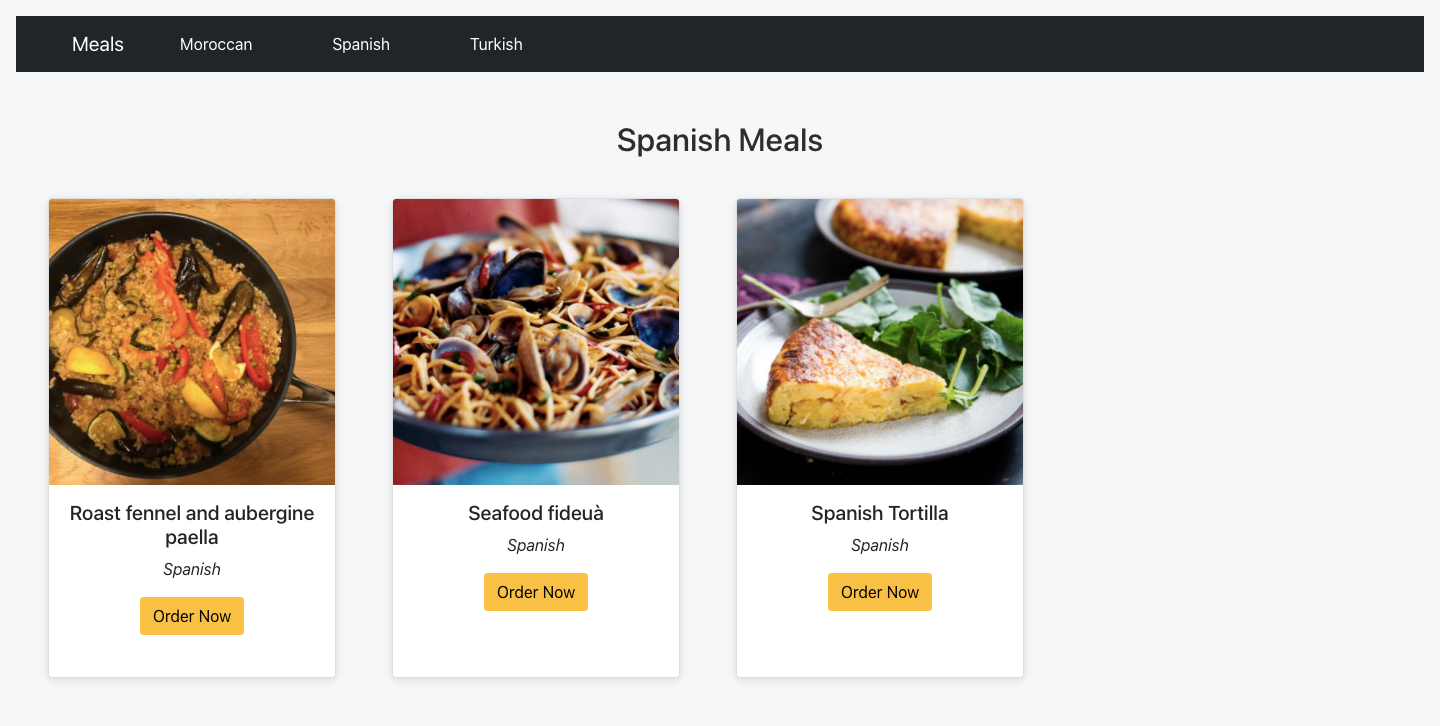 Meals Moroccan Spanish Turkish
Spanish Meals
Roast fennel and aubergine
paella
Spanish
Order Now
Seafood fideuà
Spanish
Order Now
Spanish Tortilla
Spanish
Order Now